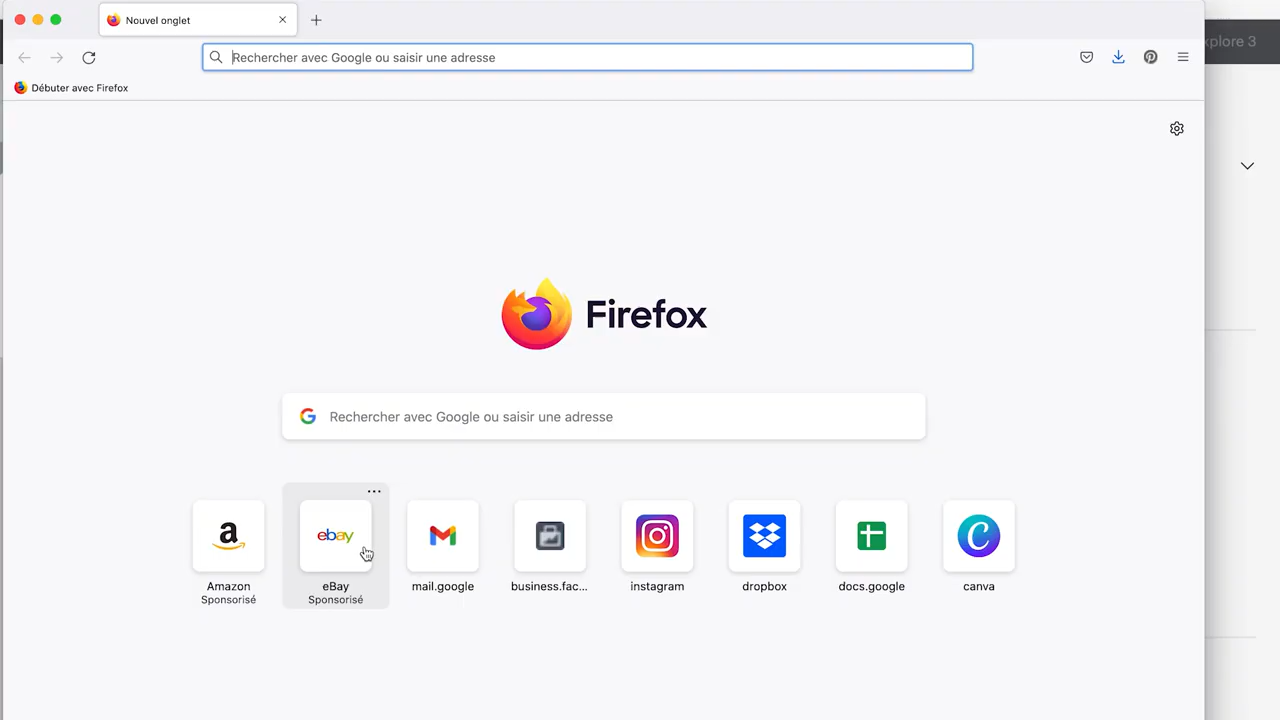 Nouvel onglet
xplore 3
Rechercher avec Google ou saisir une adresse
Débuter avec Firefox
Firefox
Rechercher avec Google ou saisir une adresse
a
ebay
C
Amazon
Sponsorisé
eBay
Sponsorisé
mail.google
business.fac...
instagram
dropbox
docs.google
canva